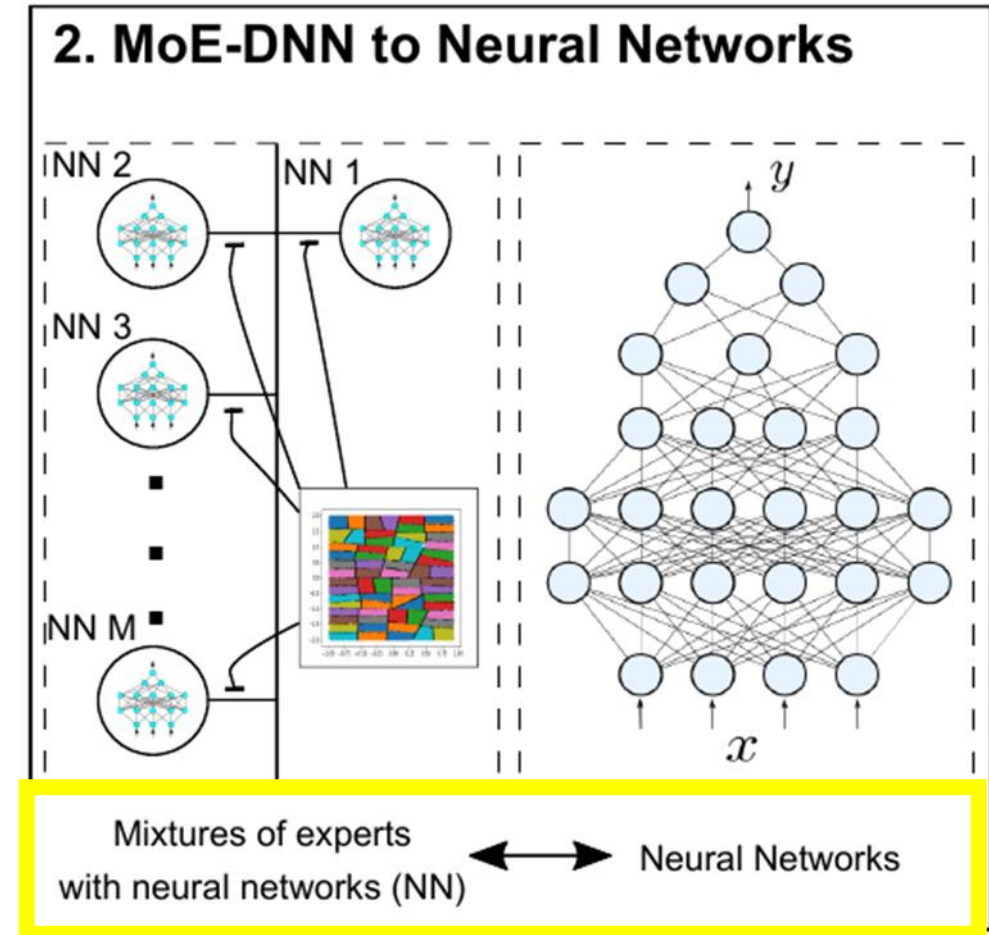 2. MoE-DNN to Neural Networks
NN 2
NN 1
y
NN 3
NN M
x
Mixtures of experts
with neural networks (NN)
Neural Networks